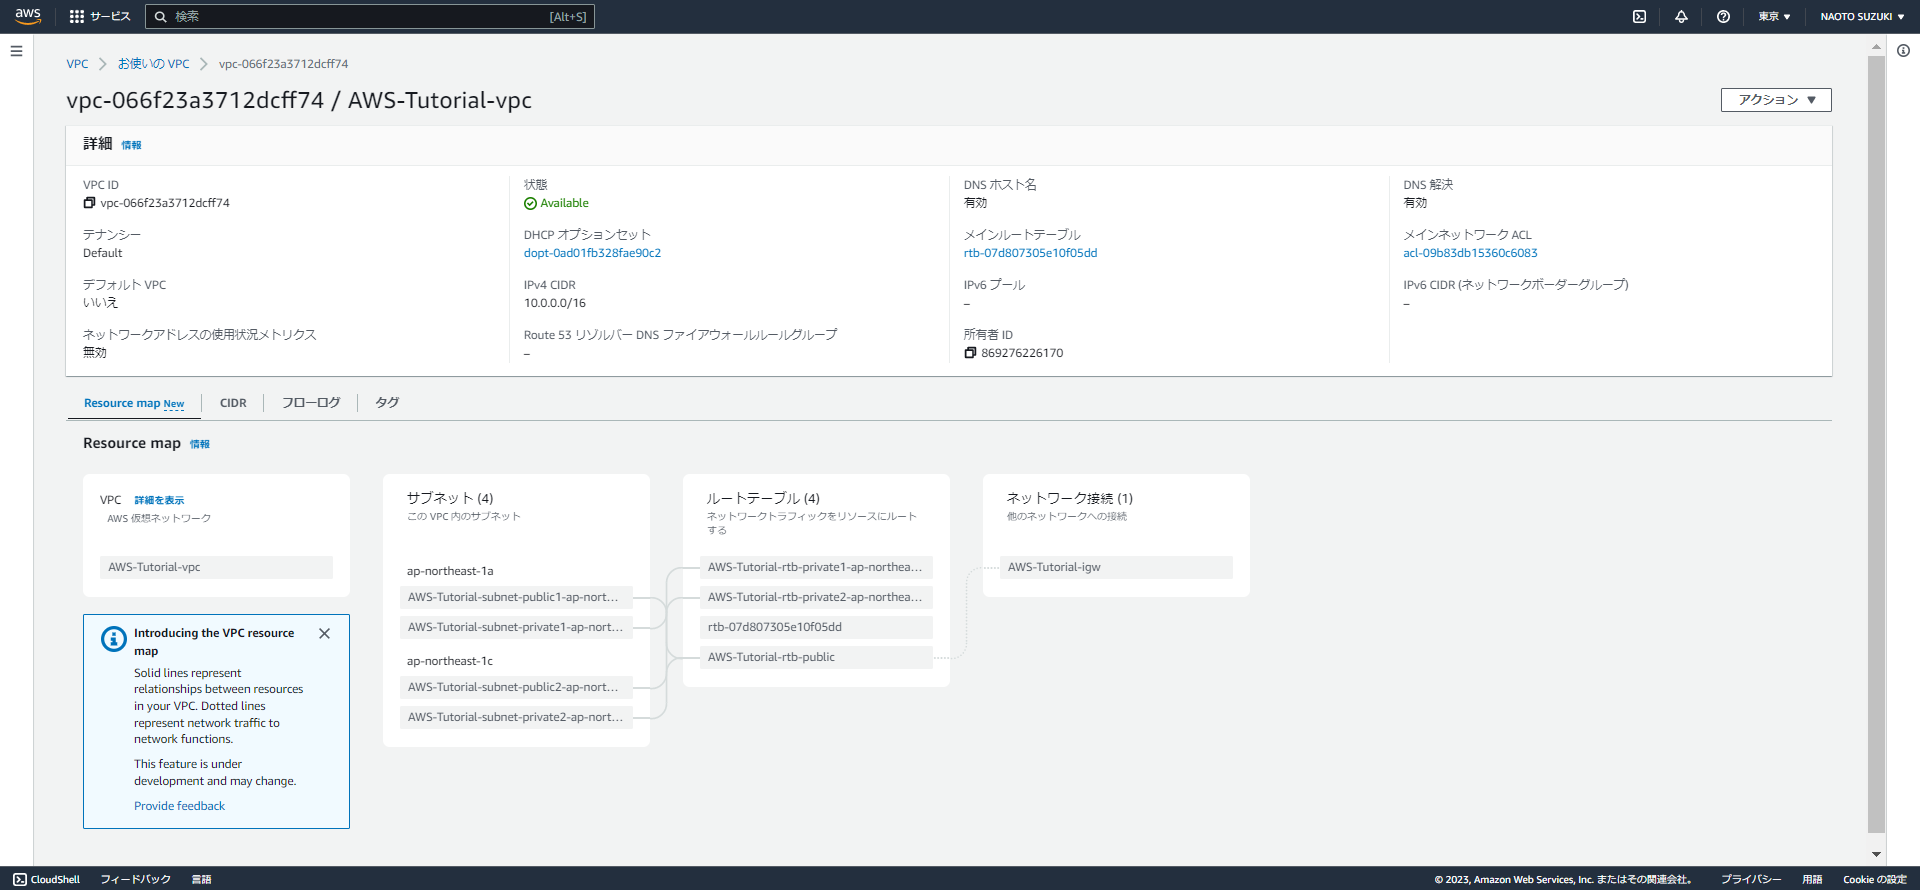 aws
サービス
検索
[Alt+S]
東京 ▼
NAOTO SUZUKI ▼
VPC
お使いの VPC
vpc-066f23a3712dcff74
vpc-066f23a3712dcff74 / AWS-Tutorial-vpc
アクション ▼
詳細 情報
VPC ID
vpc-066f23a3712dcff74
状態
Available
DNS ホスト名
有効
DNS 解決
有効
テナンシー
Default
DHCP オプションセット
dopt-0ad01fb328fae90c2
メインルートテーブル
rtb-07d807305e10f05dd
メインネットワーク ACL
acl-09b83db15360c6083
デフォルト VPC
いいえ
IPv4 CIDR
10.0.0.0/16
IPv6 プール
–
IPv6 CIDR (ネットワークボーダーグループ)
–
ネットワークアドレスの使用状況メトリクス
無効
Route 53 リゾルバー DNS ファイアウォールルールグループ
–
所有者 ID
869276226170
Resource map New
CIDR
フローログ
タグ
Resource map 情報
VPC 詳細を表示
AWS 仮想ネットワーク
AWS-Tutorial-vpc
サブネット (4)
この VPC 内のサブネット
ap-northeast-1a
AWS-Tutorial-subnet-public1-ap-nort...
AWS-Tutorial-subnet-private1-ap-nort...
ap-northeast-1c
AWS-Tutorial-subnet-public2-ap-nort...
AWS-Tutorial-subnet-private2-ap-nort...
ルートテーブル (4)
ネットワークトラフィックをリソースにルート
する
AWS-Tutorial-rtb-private1-ap-northea...
AWS-Tutorial-rtb-private2-ap-northea...
rtb-07d807305e10f05dd
AWS-Tutorial-rtb-public
ネットワーク接続 (1)
他のネットワークへの接続
AWS-Tutorial-igw
Introducing the VPC resource
map
Solid lines represent
relationships between resources
in your VPC. Dotted lines
represent network traffic to
network functions.
This feature is under
development and may change.
Provide feedback
CloudShell
フィードバック
言語
© 2023, Amazon Web Services, Inc. またはその関連会社。
プライバシー
用語
Cookie の設定